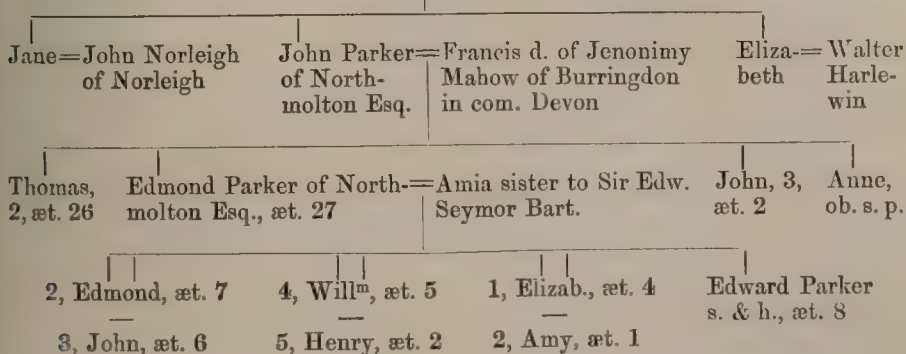 Jane=John Norleigh of Norleigh
John Parker= of North- molton Esq.
Francis d. of Jenonimy Mahow of Burringdon in com. Devon
Eliza- beth
= Walter Harle- win
Thomas, 2, æt. 26
Edmond Parker of North-= molton Esq., æt. 27
Amia sister to Sir Edw. Seymor Bart.
John, 3, æt. 2
Anne, ob. s. p.
2, Edmond, æt. 7
3, John, æt. 6
4, Willᵐ, æt. 5
5, Henry, æt. 2
1, Elizab., æt. 4
2, Amy, æt. 1
Edward Parker s. & h., æt. 8